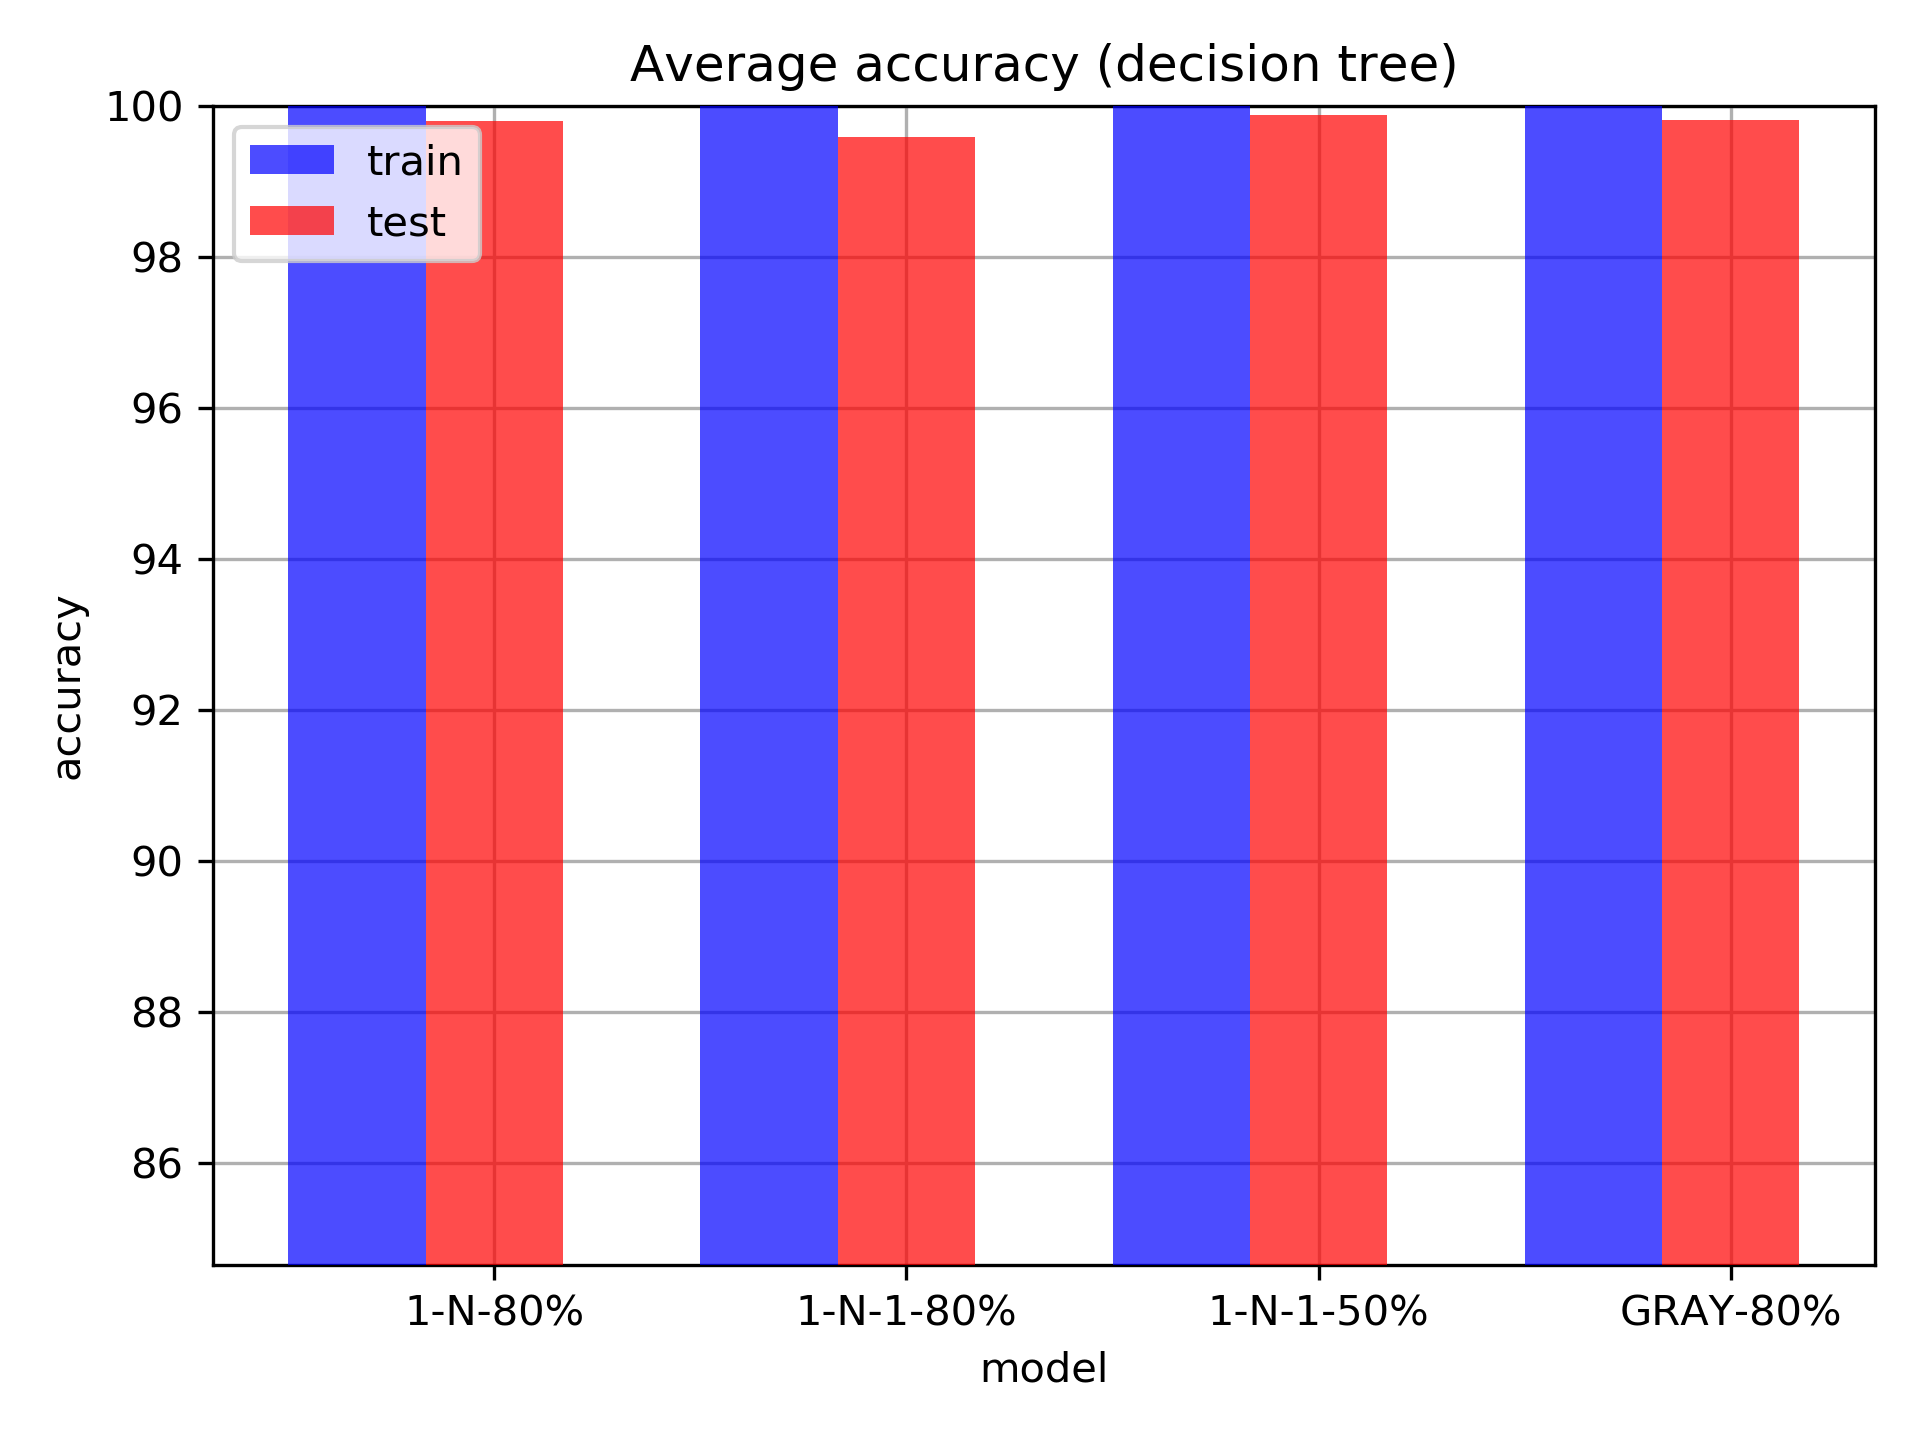 Average accuracy (decision tree)
train
test
100
98
96
94
92
90
88
86
accuracy
1-N-80%
1-N-1-80%
1-N-1-50%
GRAY-80%
model